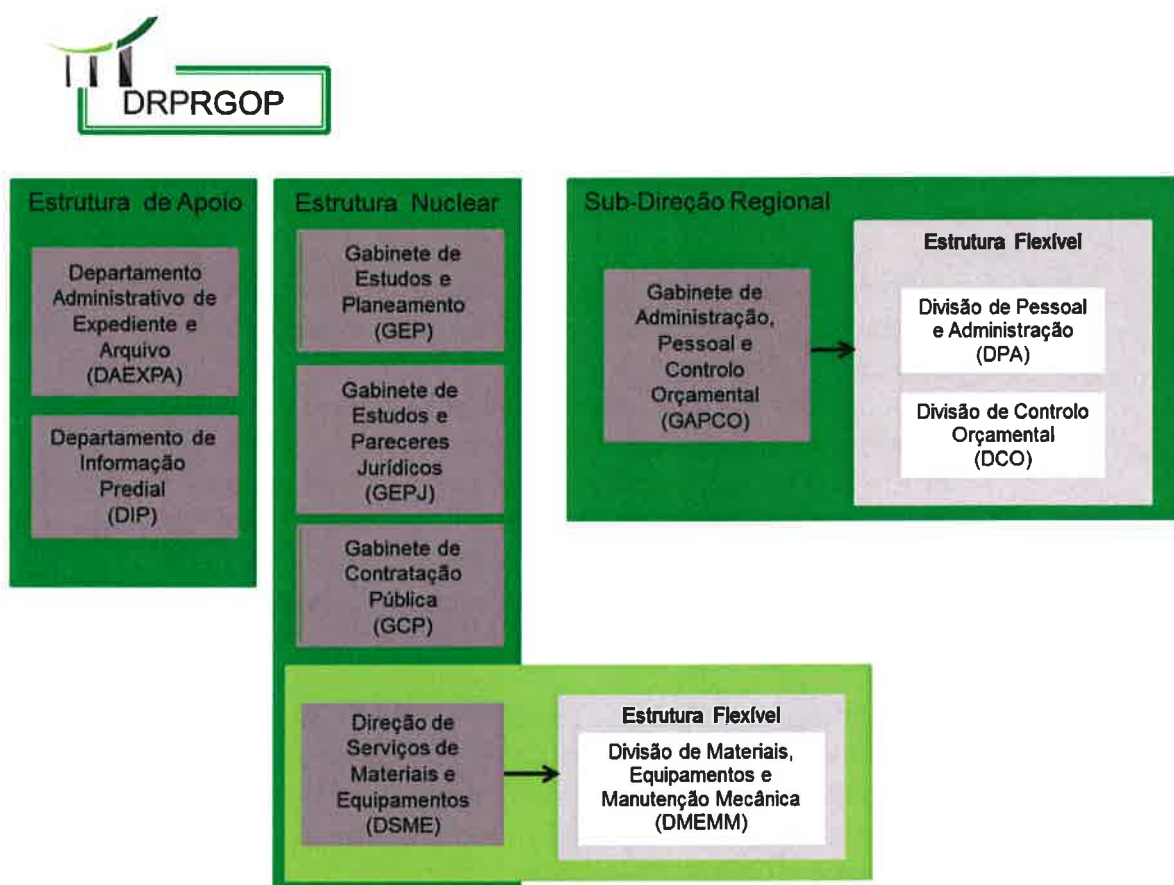 DRPRGOP
Estrutura de Apoio
Departamento
Administrativo de
Expediente e
Arquivo
(DAEXPA)
Departamento de
Informação
Predial
(DIP)
Estrutura Nuclear
Gabinete de
Estudos e
Planeamento
(GEP)
Gabinete de
Estudos e
Pareceres
Jurídicos
(GEPJ)
Gabinete de
Contratação
Pública
(GCP)
Direção de
Serviços de
Materiais e
Equipamentos
(DSME)
Estrutura Flexível
Divisão de Materiais,
Equipamentos e
Manutenção Mecânica
(DMEMM)
Sub-Direção Regional
Gabinete de
Administração,
Pessoal e
Controlo
Orçamental
(GAPCO)
Estrutura Flexível
Divisão de Pessoal
e Administração
(DPA)
Divisão de Controlo
Orçamental
(DCO)